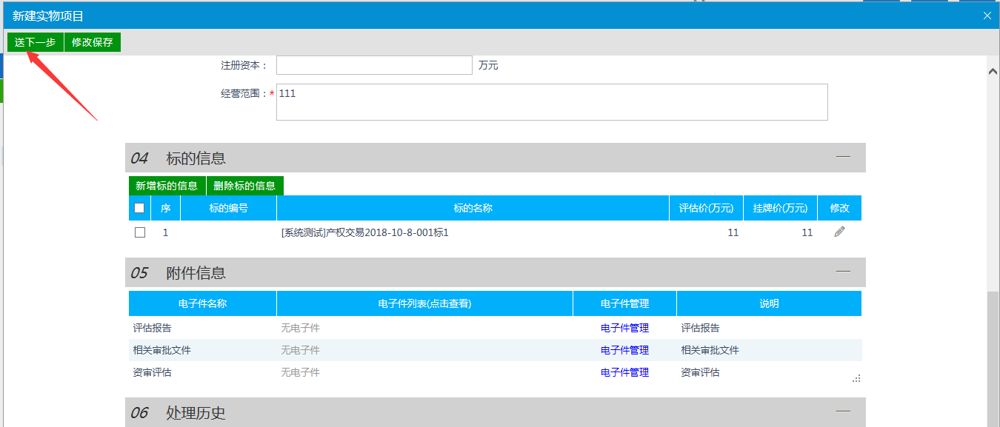 新建实物项目
送下一步 修改保存
注册资本： 万元
经营范围：* 111
04 标的信息
新增标的信息 删除标的信息
序 标的编号 标的名称 评估价(万元) 挂牌价(万元) 修改
1 [系统测试]产权交易2018-10-8-001标1 11 11
05 附件信息
电子件名称 电子件列表(点击查看) 电子件管理 说明
评估报告 无电子件 电子件管理 评估报告
相关审批文件 无电子件 电子件管理 相关审批文件
资审评估 无电子件 电子件管理 资审评估
06 处理历史